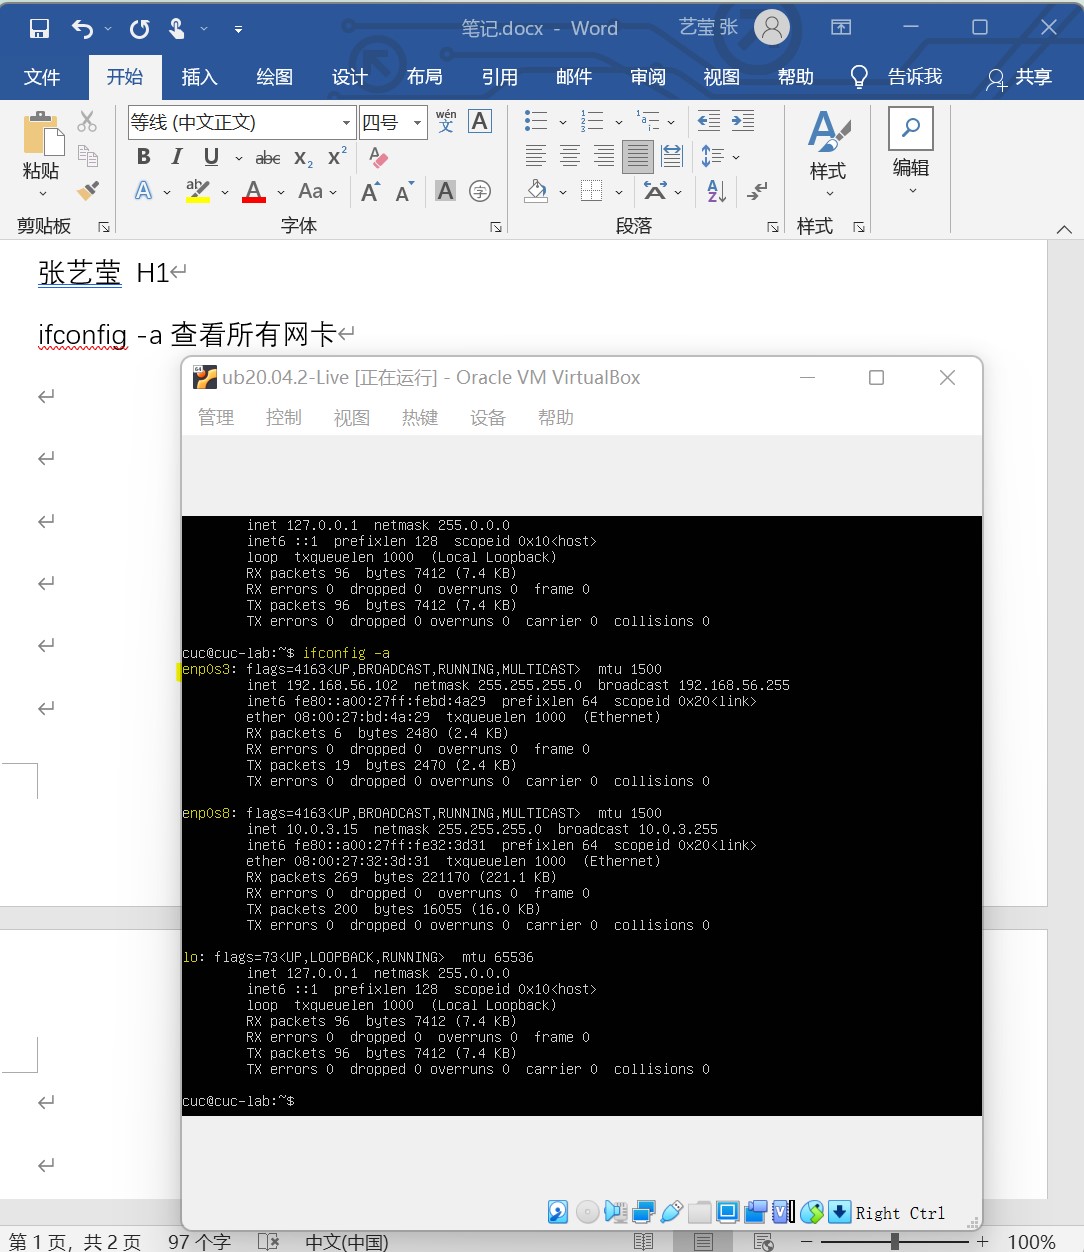 笔记.docx - Word 艺莹 张
文件 开始 插入 绘图 设计 布局 引用 邮件 审阅 视图 帮助 告诉我 共享
等线 (中文正文) 四号 wén 文 A
粘贴 B I U abc X₂ X² 样式 编辑
A ab A Aa A A A 字
剪贴板 字体 段落 样式
张艺莹 H1
ifconfig -a 查看所有网卡
ub20.04.2-Live [正在运行] - Oracle VM VirtualBox
管理 控制 视图 热键 设备 帮助
inet 127.0.0.1 netmask 255.0.0.0
inet6 ::1 prefixlen 128 scopeid 0x10<host>
loop txqueuelen 1000 (Local Loopback)
RX packets 96 bytes 7412 (7.4 KB)
RX errors 0 dropped 0 overruns 0 frame 0
TX packets 96 bytes 7412 (7.4 KB)
TX errors 0 dropped 0 overruns 0 carrier 0 collisions 0
cuc@cuc-lab:~$ ifconfig -a
enp0s3: flags=4163<UP,BROADCAST,RUNNING,MULTICAST> mtu 1500
inet 192.168.56.102 netmask 255.255.255.0 broadcast 192.168.56.255
inet6 fe80::a00:27ff:febd:4a29 prefixlen 64 scopeid 0x20<link>
ether 08:00:27:bd:4a:29 txqueuelen 1000 (Ethernet)
RX packets 6 bytes 2480 (2.4 KB)
RX errors 0 dropped 0 overruns 0 frame 0
TX packets 19 bytes 2470 (2.4 KB)
TX errors 0 dropped 0 overruns 0 carrier 0 collisions 0
enp0s8: flags=4163<UP,BROADCAST,RUNNING,MULTICAST> mtu 1500
inet 10.0.3.15 netmask 255.255.255.0 broadcast 10.0.3.255
inet6 fe80::a00:27ff:fe32:3d31 prefixlen 64 scopeid 0x20<link>
ether 08:00:27:32:3d:31 txqueuelen 1000 (Ethernet)
RX packets 269 bytes 221170 (221.1 KB)
RX errors 0 dropped 0 overruns 0 frame 0
TX packets 200 bytes 16055 (16.0 KB)
TX errors 0 dropped 0 overruns 0 carrier 0 collisions 0
lo: flags=73<UP,LOOPBACK,RUNNING> mtu 65536
inet 127.0.0.1 netmask 255.0.0.0
inet6 ::1 prefixlen 128 scopeid 0x10<host>
loop txqueuelen 1000 (Local Loopback)
RX packets 96 bytes 7412 (7.4 KB)
RX errors 0 dropped 0 overruns 0 frame 0
TX packets 96 bytes 7412 (7.4 KB)
TX errors 0 dropped 0 overruns 0 carrier 0 collisions 0
cuc@cuc-lab:~$
Right Ctrl
第 1 页，共 2 页 97 个字 中文(中国) 100%